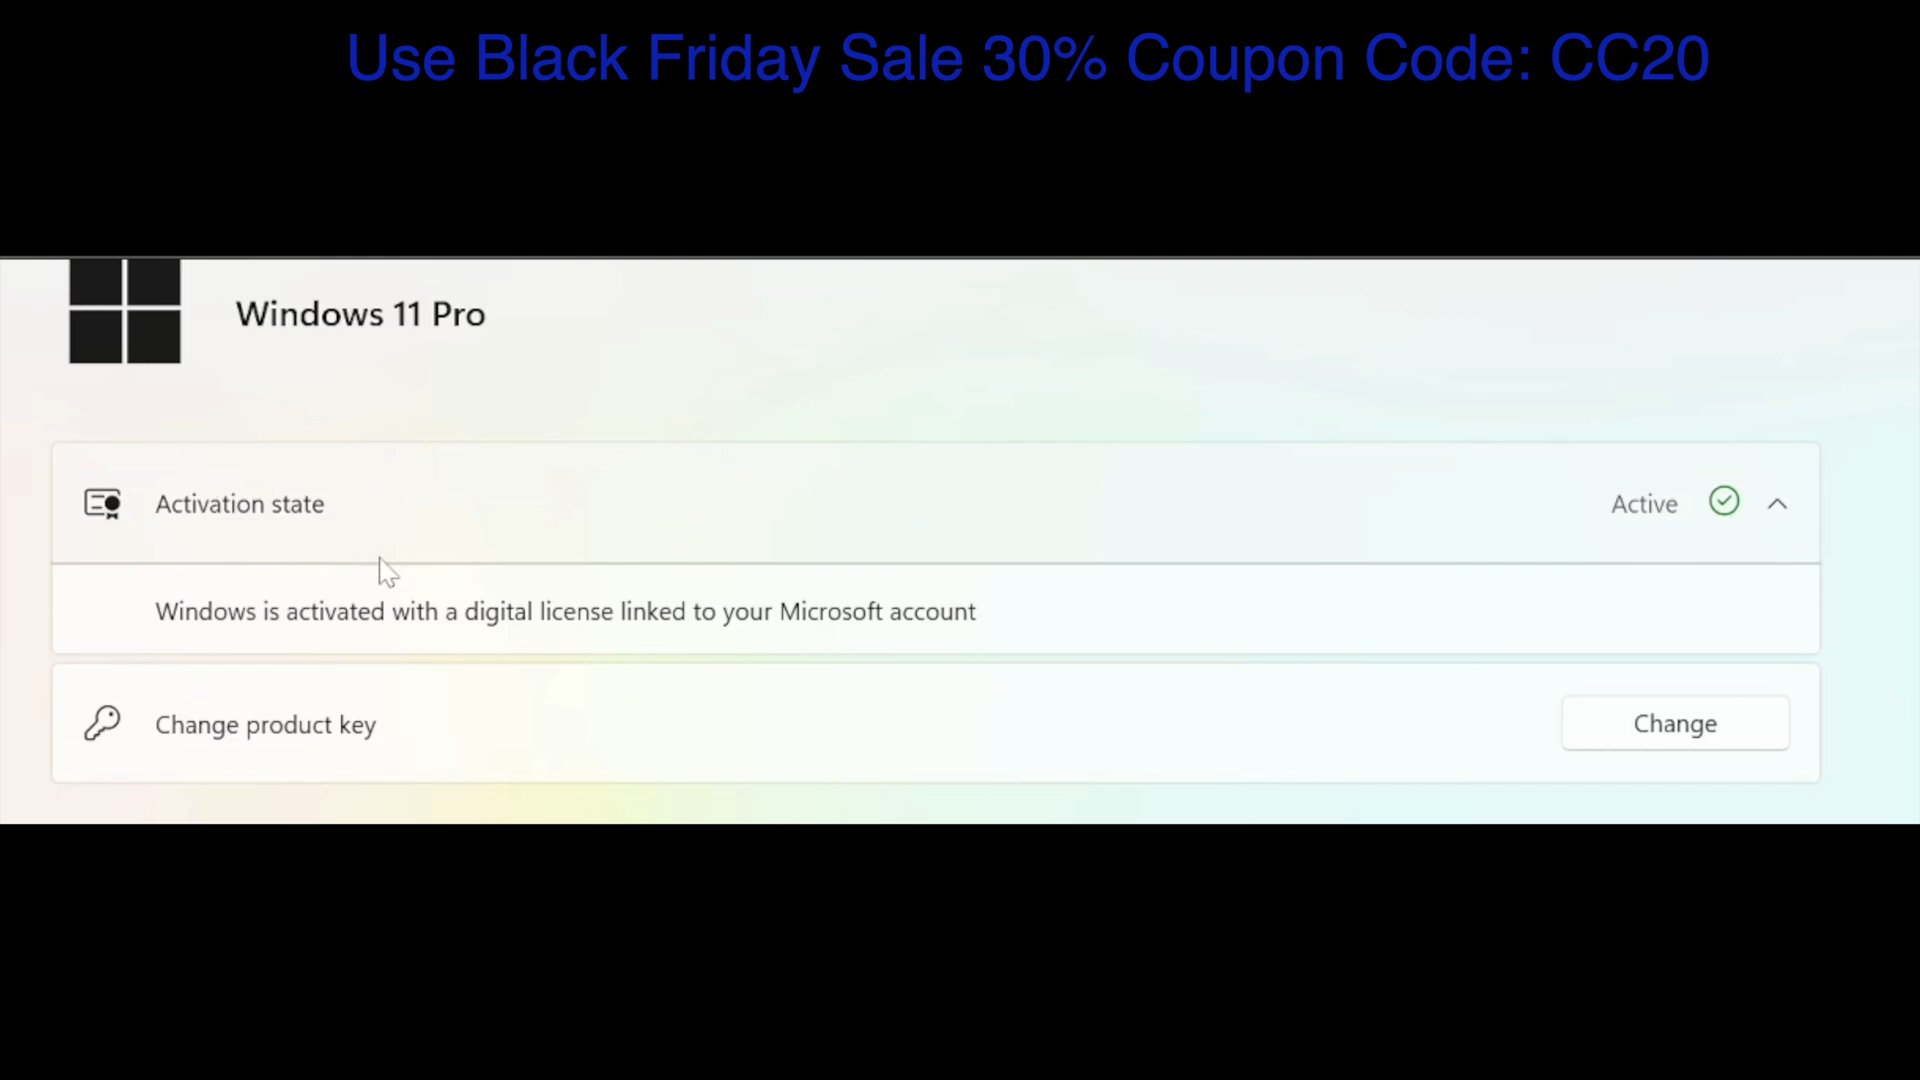 Use Black Friday Sale 30% Coupon Code: CC20
Windows 11 Pro
Activation state
Active
Windows is activated with a digital license linked to your Microsoft account
Change product key
Change